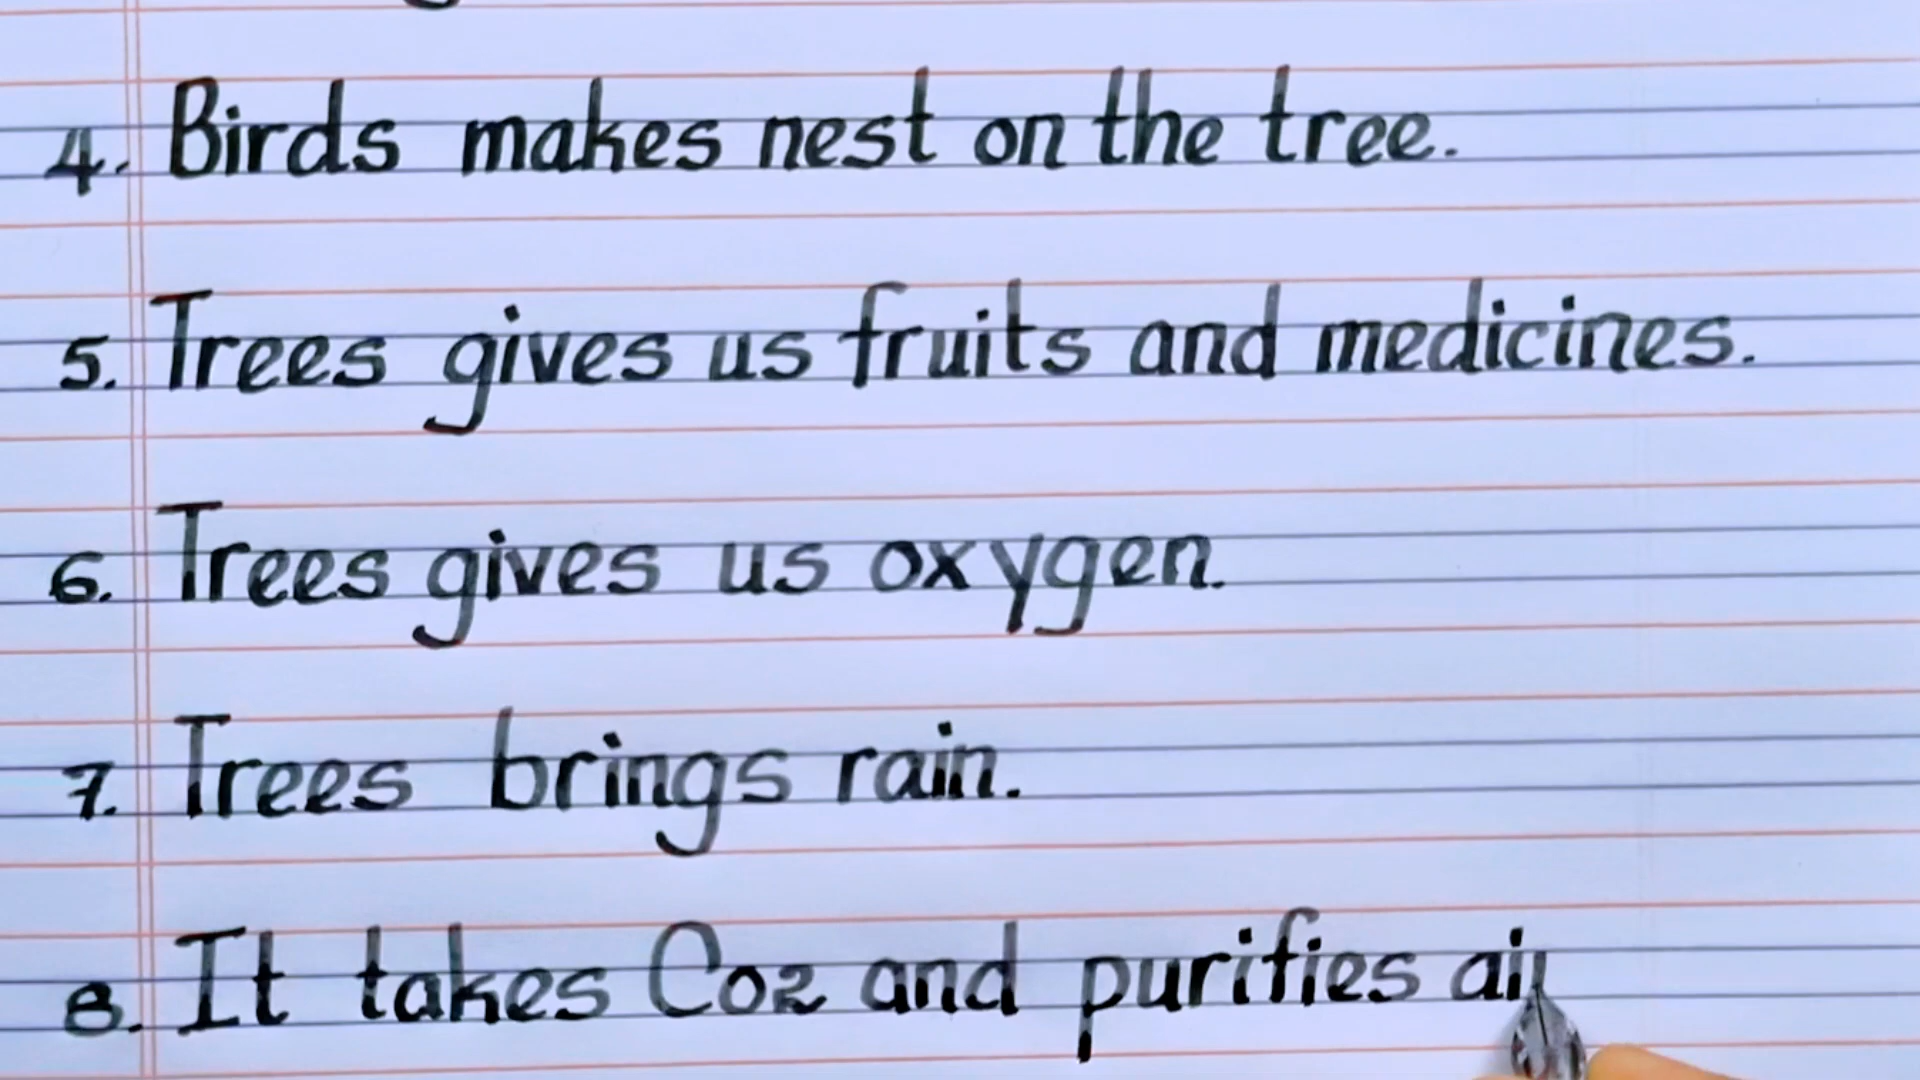 4. Birds makes nest on the tree.
5. Trees gives us fruits and medicines.
6. Trees gives us oxygen.
7. Trees brings rain.
8. It takes Co2 and purifies air